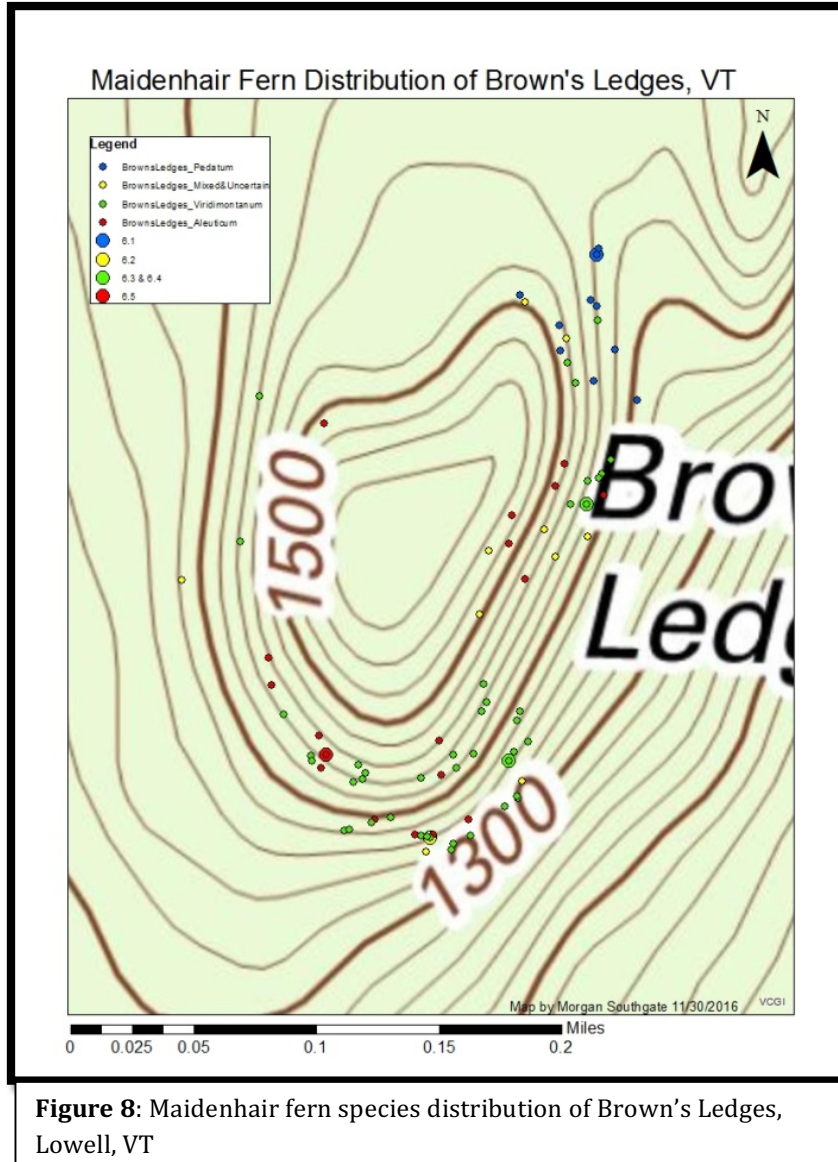 Maidenhair Fern Distribution of Brown's Ledges, VT
N
Legend
BrownsLedges_Pedatum
BrownsLedges_Mixed&Uncertain
BrownsLedges_Viridimontanum
BrownsLedges_Aleuticum
6.1
6.2
6.3 & 6.4
6.5
Brow
1500
Ledg
1300
Map by Morgan Southgate 11/30/2016
VCGI
Miles
0 0.025 0.05 0.1 0.15 0.2
Figure 8: Maidenhair fern species distribution of Brown's Ledges,
Lowell, VT